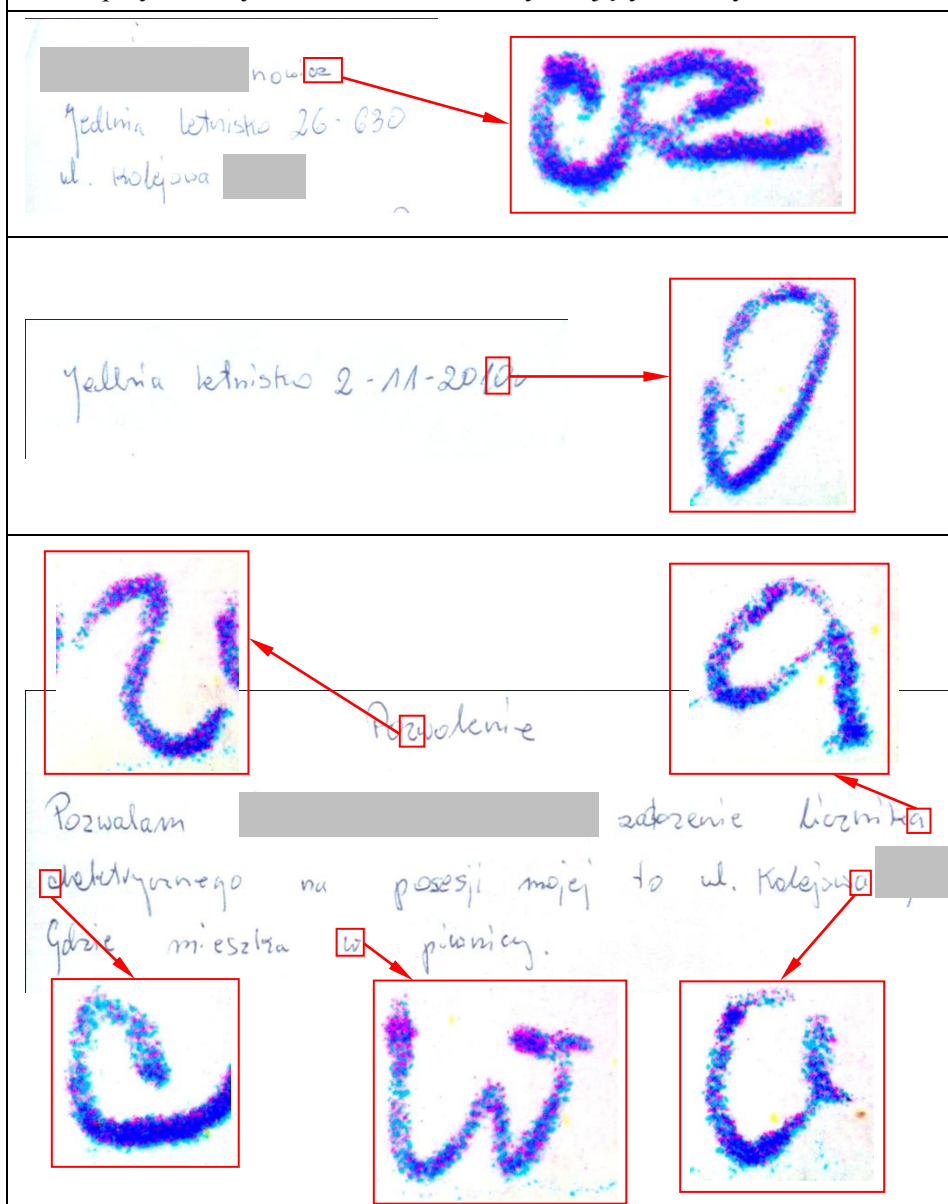 nowicz
Jedlnia Letnisko 26-630
ul. Kolejowa
Jedlnia Letnisko 2-11-2010
Pozwolenie
Pozwalam założenie licznika
elektrycznego na posesji mojej to ul. Kolejowa
Gdzie mieszka w piwnicy.